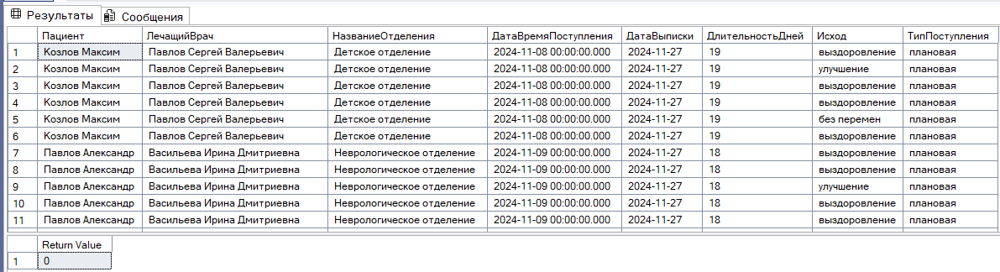 Результаты Сообщения
Пациент ЛечащийВрач НазваниеОтделения ДатаВремяПоступления ДатаВыписки ДлительностьДней Исход ТипПоступления
1 Козлов Максим Павлов Сергей Валерьевич Детское отделение 2024-11-08 00:00:00.000 2024-11-27 19 выздоровление плановая
2 Козлов Максим Павлов Сергей Валерьевич Детское отделение 2024-11-08 00:00:00.000 2024-11-27 19 улучшение плановая
3 Козлов Максим Павлов Сергей Валерьевич Детское отделение 2024-11-08 00:00:00.000 2024-11-27 19 выздоровление плановая
4 Козлов Максим Павлов Сергей Валерьевич Детское отделение 2024-11-08 00:00:00.000 2024-11-27 19 выздоровление плановая
5 Козлов Максим Павлов Сергей Валерьевич Детское отделение 2024-11-08 00:00:00.000 2024-11-27 19 без перемен плановая
6 Козлов Максим Павлов Сергей Валерьевич Детское отделение 2024-11-08 00:00:00.000 2024-11-27 19 выздоровление плановая
7 Павлов Александр Васильева Ирина Дмитриевна Неврологическое отделение 2024-11-09 00:00:00.000 2024-11-27 18 выздоровление плановая
8 Павлов Александр Васильева Ирина Дмитриевна Неврологическое отделение 2024-11-09 00:00:00.000 2024-11-27 18 выздоровление плановая
9 Павлов Александр Васильева Ирина Дмитриевна Неврологическое отделение 2024-11-09 00:00:00.000 2024-11-27 18 улучшение плановая
10 Павлов Александр Васильева Ирина Дмитриевна Неврологическое отделение 2024-11-09 00:00:00.000 2024-11-27 18 выздоровление плановая
11 Павлов Александр Васильева Ирина Дмитриевна Неврологическое отделение 2024-11-09 00:00:00.000 2024-11-27 18 выздоровление плановая
Return Value
1 0